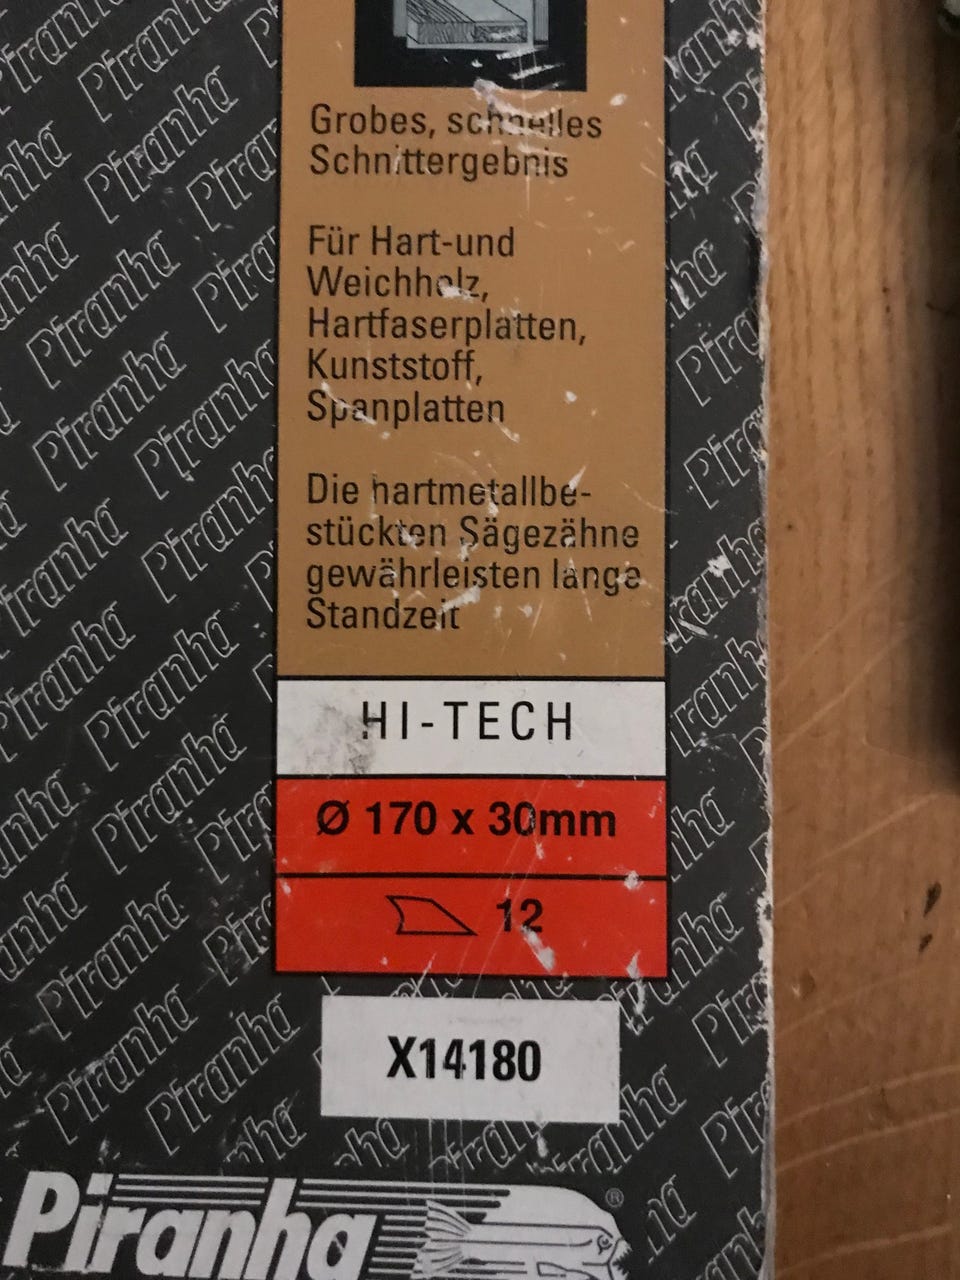 Grobes, schnelles
Schnittergebnis
Für Hart-und
Weichholz,
Hartfaserplatten,
Kunststoff,
Spanplatten
Die hartmetallbe-
stückten Sägezähne
gewährleisten lange
Standzeit
HI-TECH
Ø 170 x 30mm
12
X14180
Piranha ®